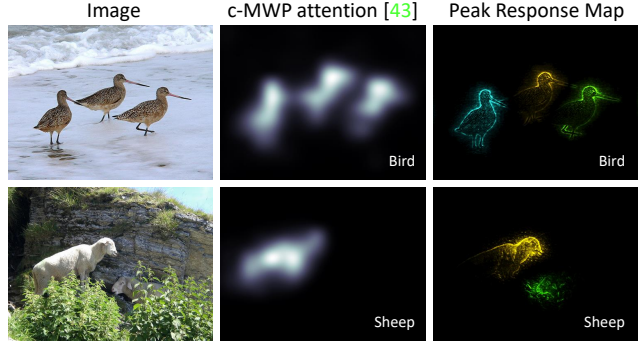 Image c-MWP attention [43] Peak Response Map
Bird Bird
Sheep Sheep